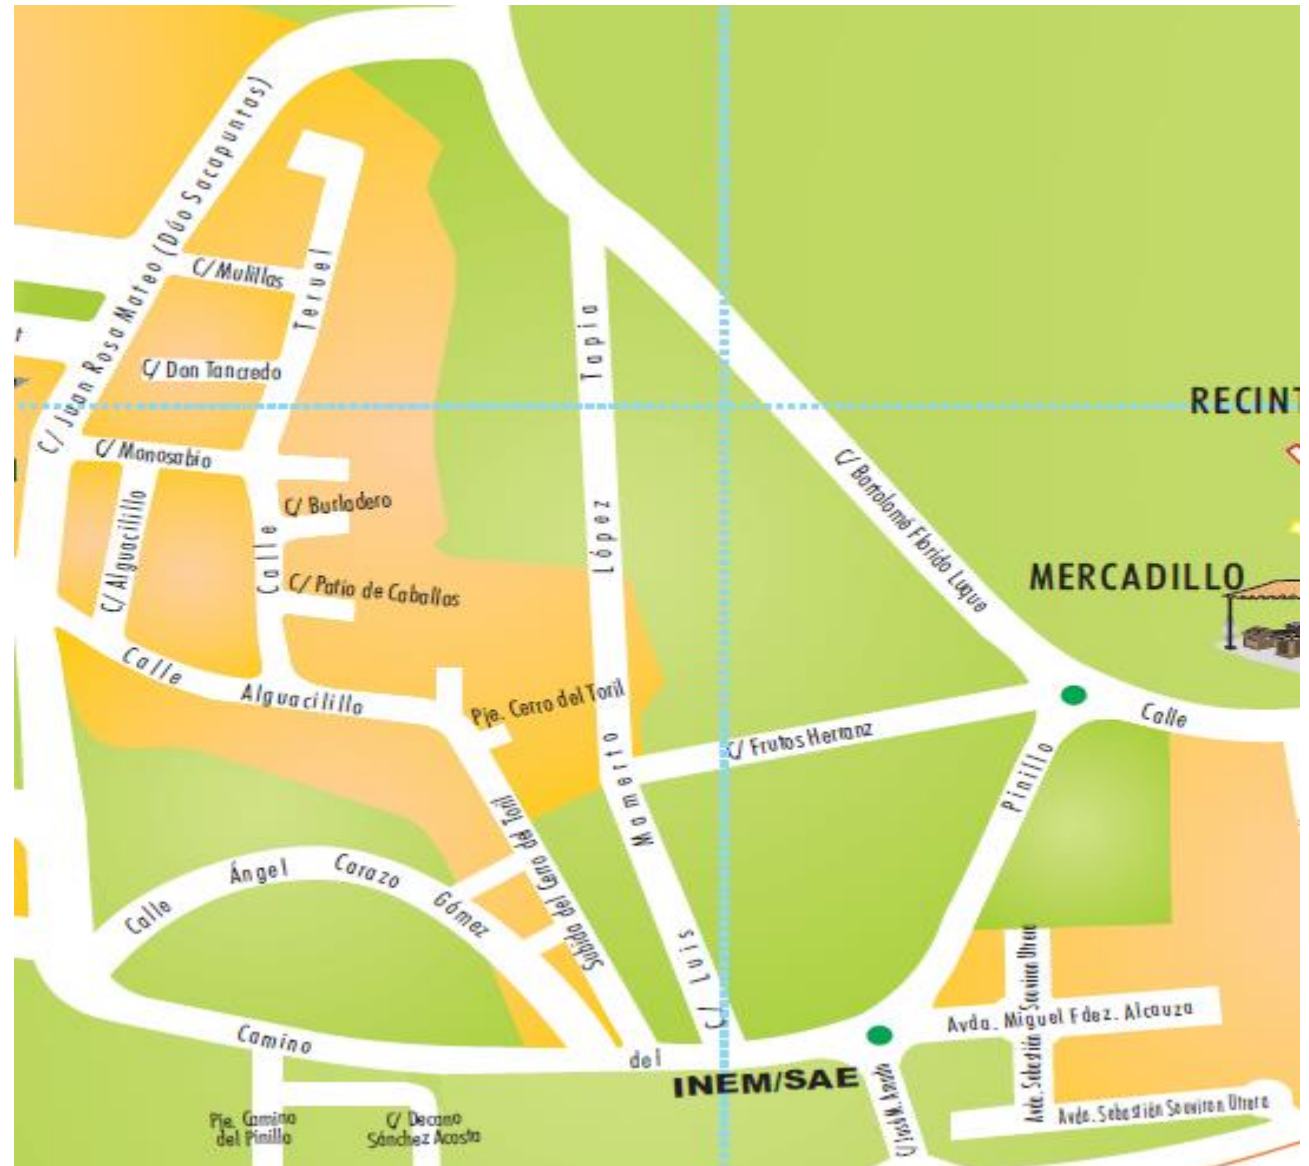 C/ Juan Rosa Mateo (Dúo Sacapuntas)
C/ Mulillas
Teruel
t
C/ Don Tancredo
Tapia
RECINT
C/ Monosabio
C/ Alguacilillo
C/ Burladero
Calle
C/ Patio de Caballos
López
C/ Bartolomé Florido Luque
MERCADILLO
Calle
Alguacilillo
Pje. Cerro del Toril
Mamerto
C/ Frutos Herranz
Calle
Pinillo
Subida del Cerro del Toril
Calle Ángel Carazo Gómez
C/ Luis
Camino
del
INEM/SAE
Avda. Miguel Fdez. Alcauza
Avda. Sebastián Souviron Utrera
Avda. Sebastián Souviron Utrera
Pje. Camino
del Pinillo
C/ Decano
Sánchez Acosta
C/ José M.